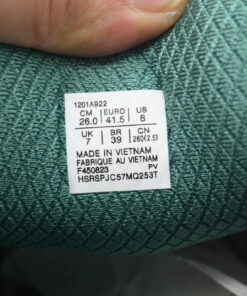 1201A922
CM EURO US
26.0 41.5 8
UK BR CN
7 39 260(2.5)
MADE IN VIETNAM
FABRIQUE AU VIETNAM
F450823 PV
HSRSPJC57MQ253T